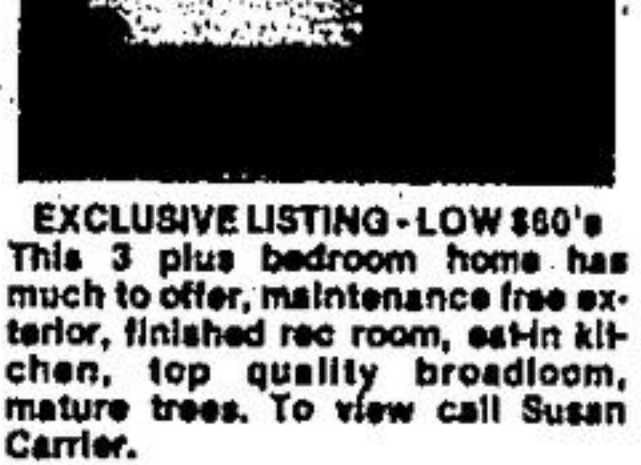 EXCLUSIVE LISTING - LOW $60's
This 3 plus bedroom home has
much to offer, maintenance free ex-
terior, finished rec room, eat-in kit-
chen, top quality broadloom,
mature trees. To view call Susan
Carrier.